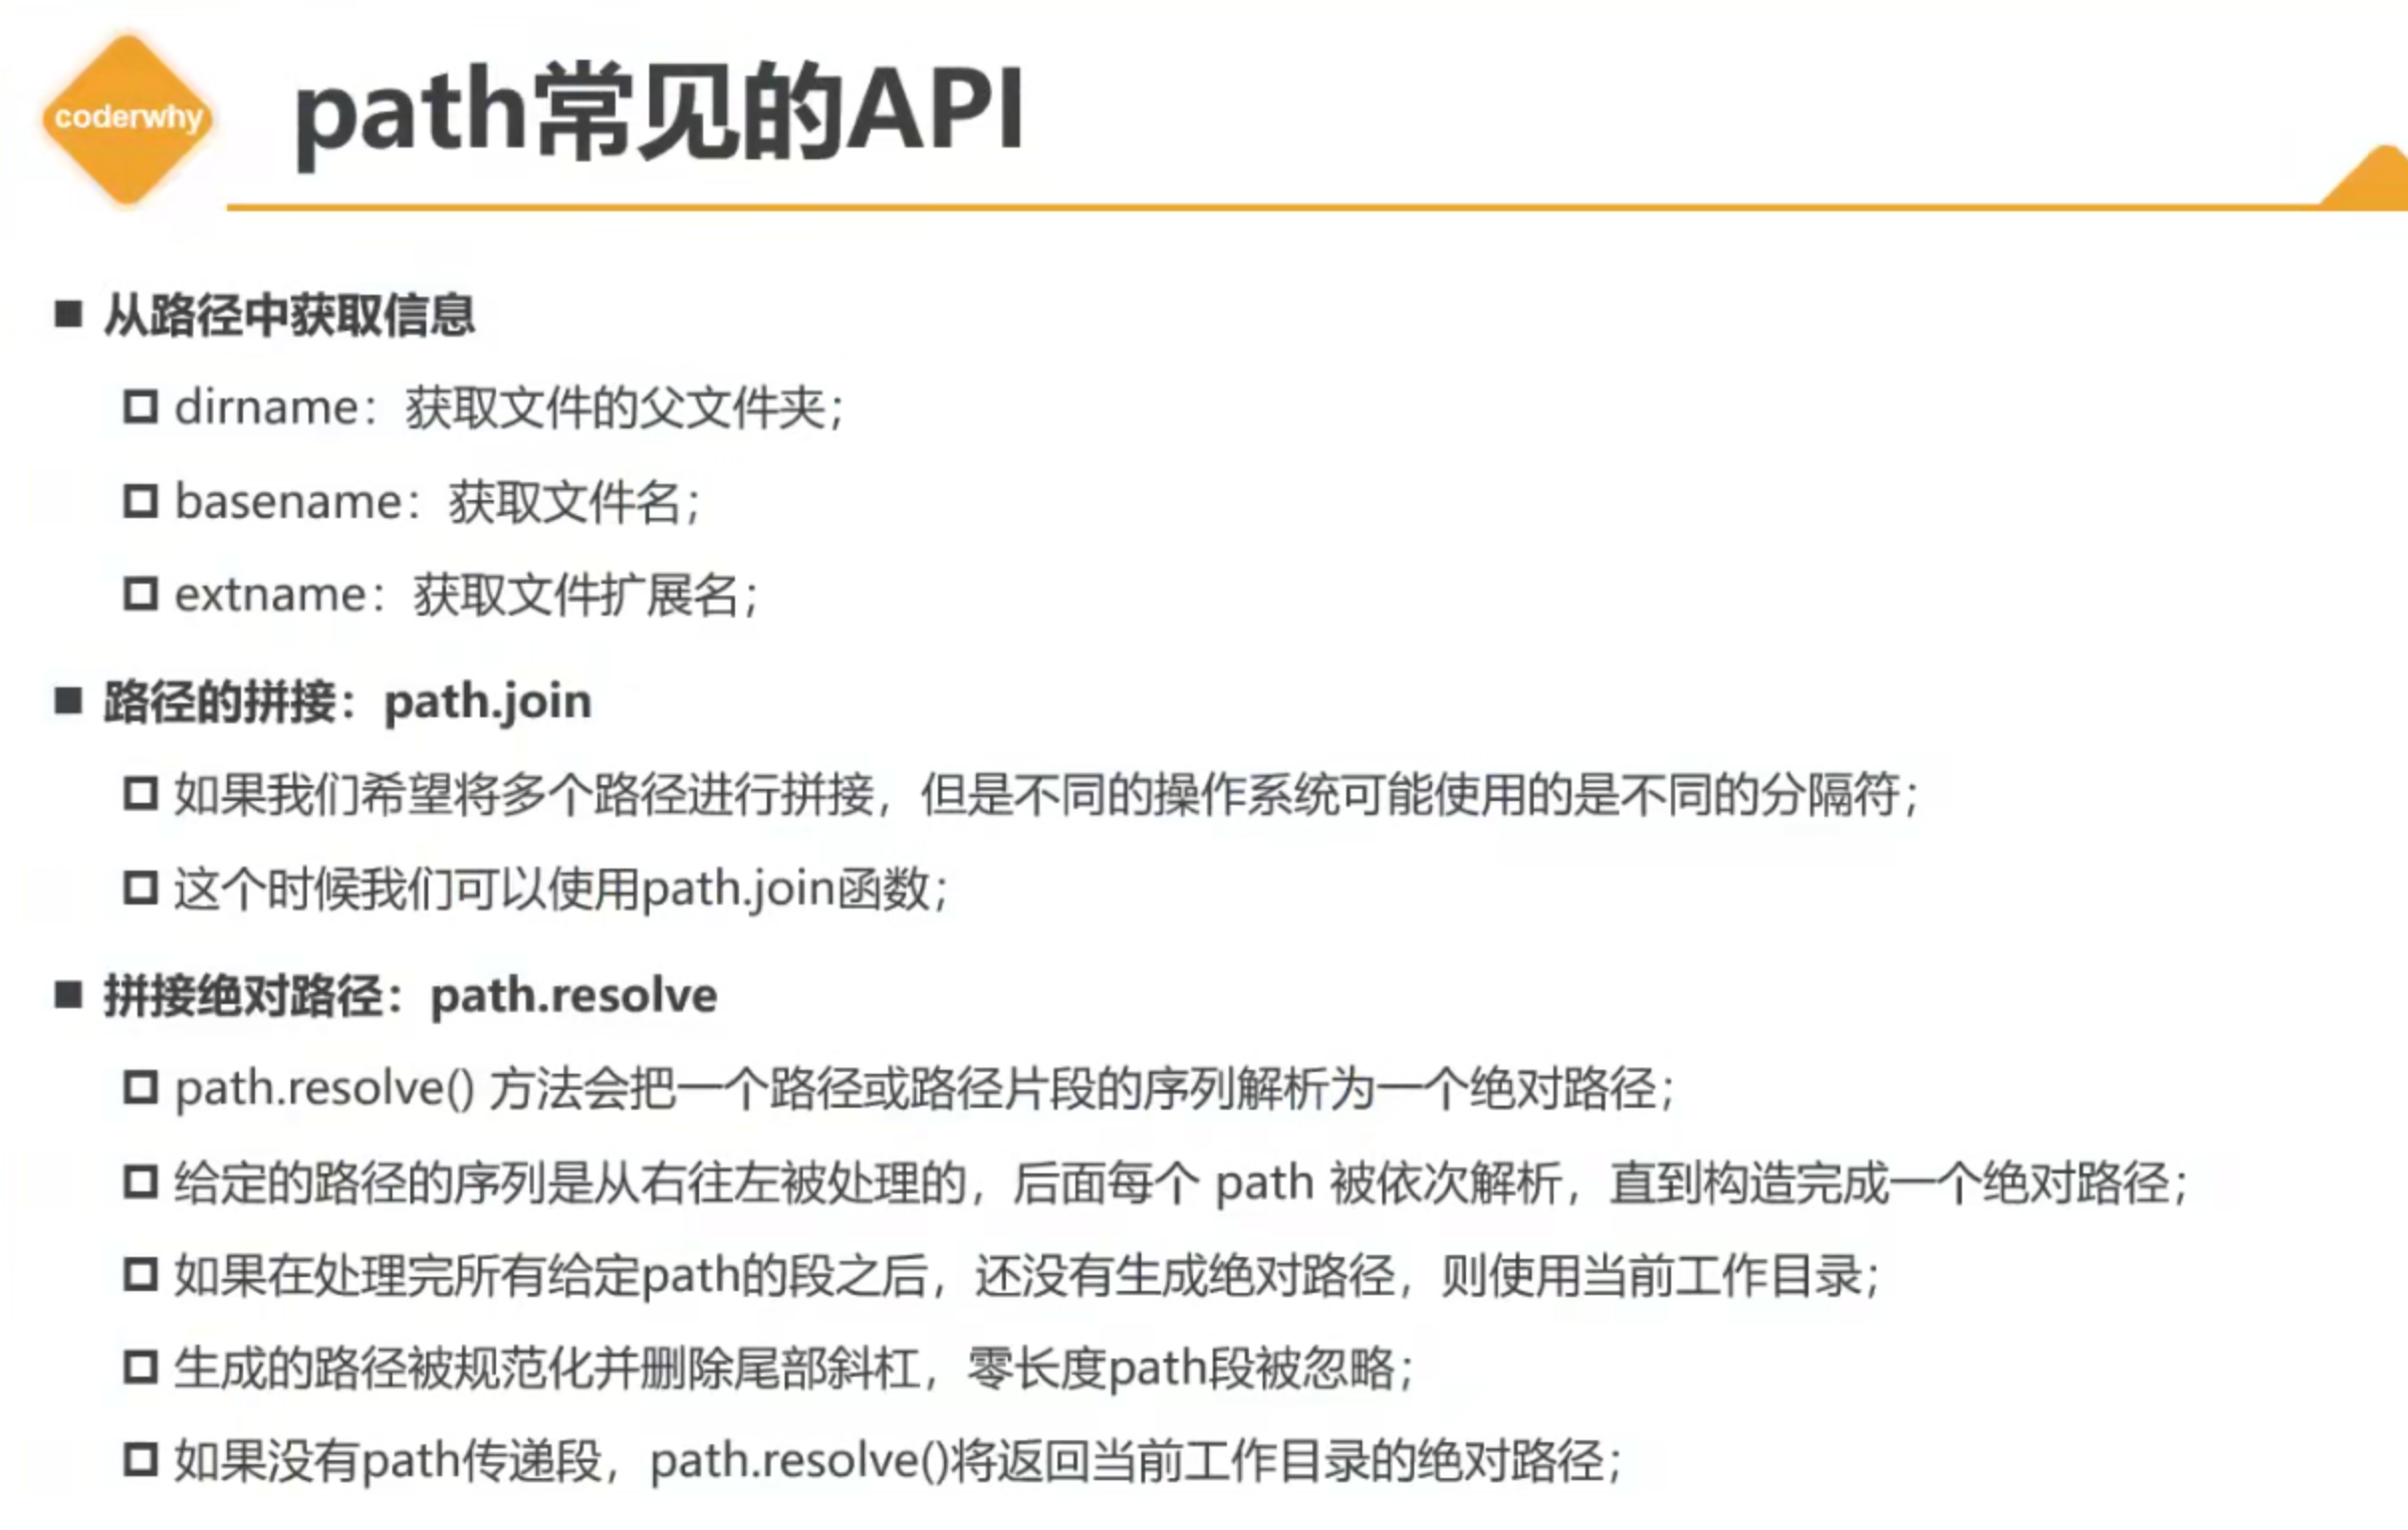 coderwhy
path常见的API
从路径中获取信息
dirname：获取文件的父文件夹；
basename：获取文件名；
extname：获取文件扩展名；
路径的拼接：path.join
如果我们希望将多个路径进行拼接，但是不同的操作系统可能使用的是不同的分隔符；
这个时候我们可以使用path.join函数；
拼接绝对路径：path.resolve
path.resolve() 方法会把一个路径或路径片段的序列解析为一个绝对路径；
给定的路径的序列是从右往左被处理的，后面每个 path 被依次解析，直到构造完成一个绝对路径；
如果在处理完所有给定path的段之后，还没有生成绝对路径，则使用当前工作目录；
生成的路径被规范化并删除尾部斜杠，零长度path段被忽略；
如果没有path传递段，path.resolve()将返回当前工作目录的绝对路径；